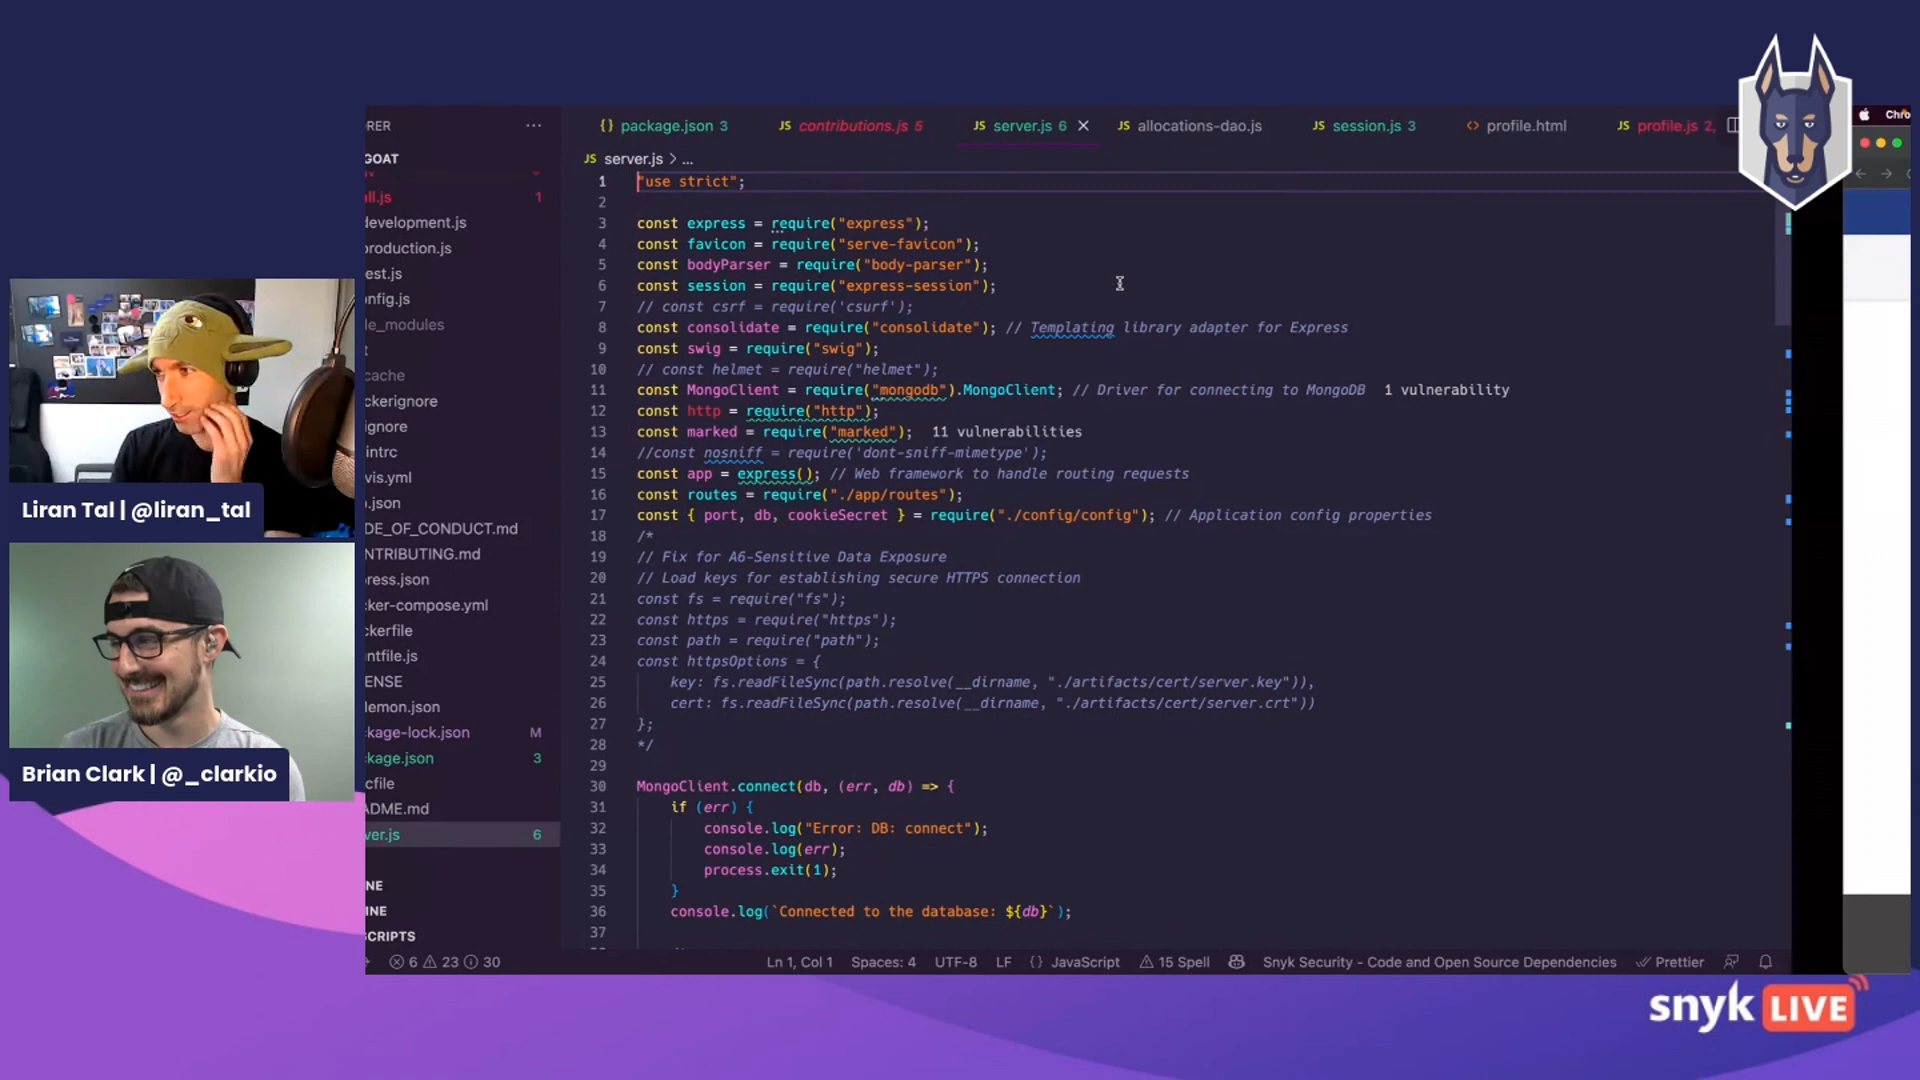 RER
...
GOAT
ll.js 1
development.js
roduction.js
est.js
nfig.js
de_modules
t
cache
ckerignore
ignore
intrc
vis.yml
n.json
DE_OF_CONDUCT.md
NTRIBUTING.md
press.json
ker-compose.yml
ckerfile
untfile.js
ENSE
lemon.json
ckage-lock.json M
ckage.json 3
cfile
ADME.md
ver.js 6
NE
INE
SCRIPTS
{} package.json 3
JS contributions.js 5
JS server.js 6
JS allocations-dao.js
JS session.js 3
<> profile.html
JS profile.js 2,
JS server.js > ...
1 "use strict";
2
3 const express = require("express");
4 const favicon = require("serve-favicon");
5 const bodyParser = require("body-parser");
6 const session = require("express-session");
7 // const csrf = require('csurf');
8 const consolidate = require("consolidate"); // Templating library adapter for Express
9 const swig = require("swig");
10 // const helmet = require("helmet");
11 const MongoClient = require("mongodb").MongoClient; // Driver for connecting to MongoDB 1 vulnerability
12 const http = require("http");
13 const marked = require("marked"); 11 vulnerabilities
14 //const nosniff = require('dont-sniff-mimetype');
15 const app = express(); // Web framework to handle routing requests
16 const routes = require("./app/routes");
17 const { port, db, cookieSecret } = require("./config/config"); // Application config properties
18 /*
19 // Fix for A6-Sensitive Data Exposure
20 // Load keys for establishing secure HTTPS connection
21 const fs = require("fs");
22 const https = require("https");
23 const path = require("path");
24 const httpsOptions = {
25 key: fs.readFileSync(path.resolve(__dirname, "./artifacts/cert/server.key")),
26 cert: fs.readFileSync(path.resolve(__dirname, "./artifacts/cert/server.crt"))
27 };
28 */
29
30 MongoClient.connect(db, (err, db) => {
31 if (err) {
32 console.log("Error: DB: connect");
33 console.log(err);
34 process.exit(1);
35 }
36 console.log(`Connected to the database: ${db}`);
37
6 23 30
Ln 1, Col 1
Spaces: 4
UTF-8
LF
{} JavaScript
15 Spell
Snyk Security - Code and Open Source Dependencies
Prettier
Liran Tal | @liran_tal
Brian Clark | @_clarkio
Chro
snyk LIVE